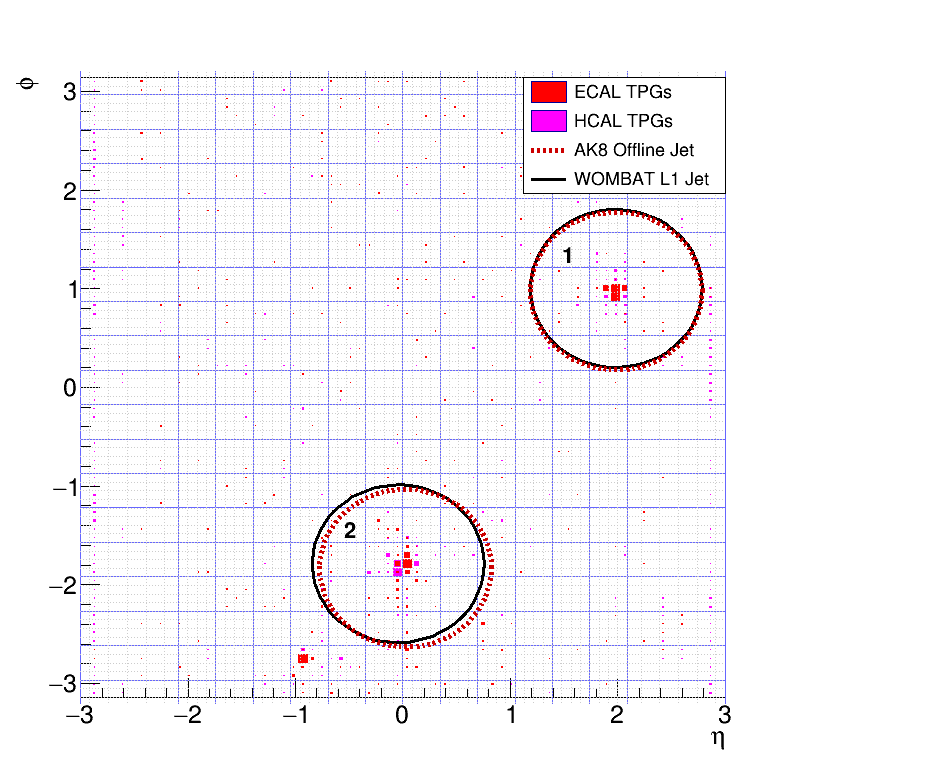 φ
3
2
1
0
−1
−2
−3
ECAL TPGs
HCAL TPGs
AK8 Offline Jet
WOMBAT L1 Jet
1
2
−3 −2 −1 0 1 2 3
η